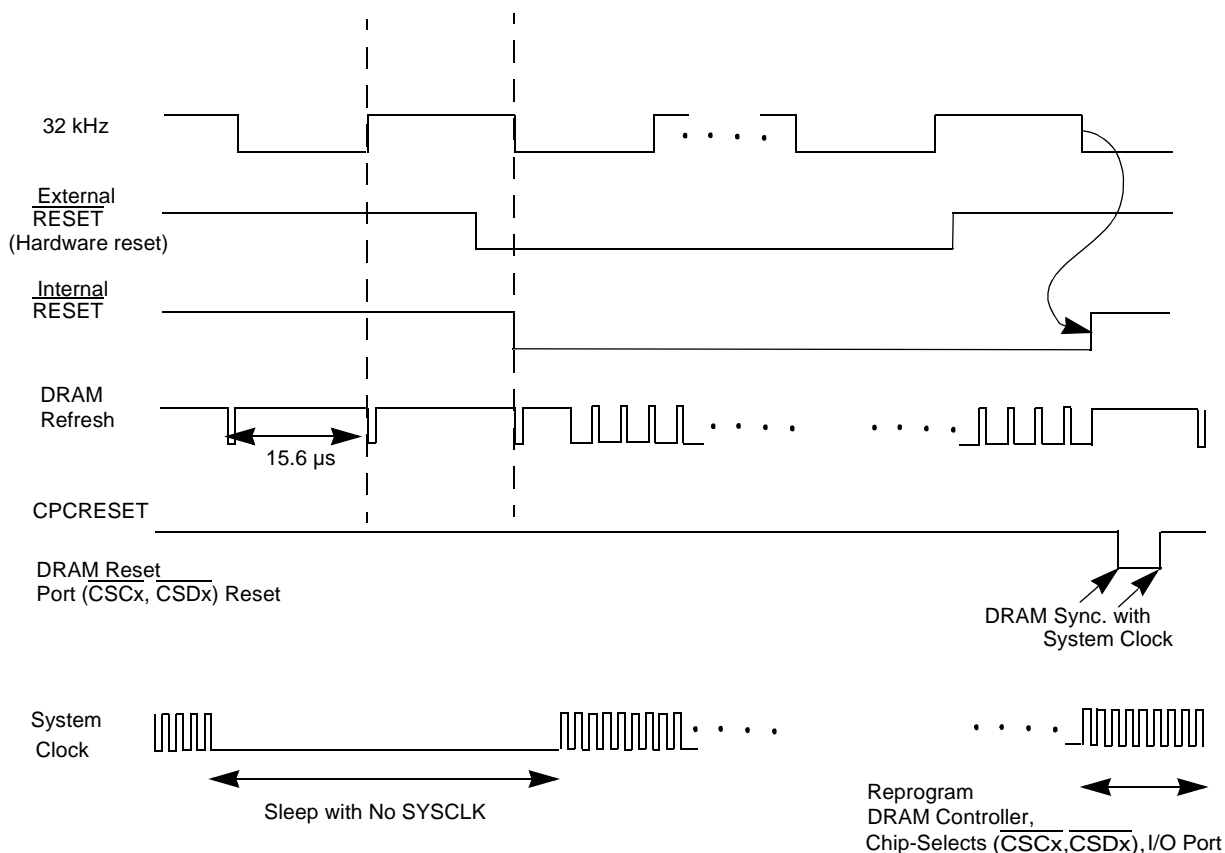 32 kHz
External
RESET
(Hardware reset)
Internal
RESET
DRAM
Refresh
15.6 µs
CPCRESET
DRAM Reset
Port (CSCx, CSDx) Reset
DRAM Sync. with
System Clock
System
Clock
Sleep with No SYSCLK
Reprogram
DRAM Controller,
Chip-Selects (CSCx,CSDx), I/O Port